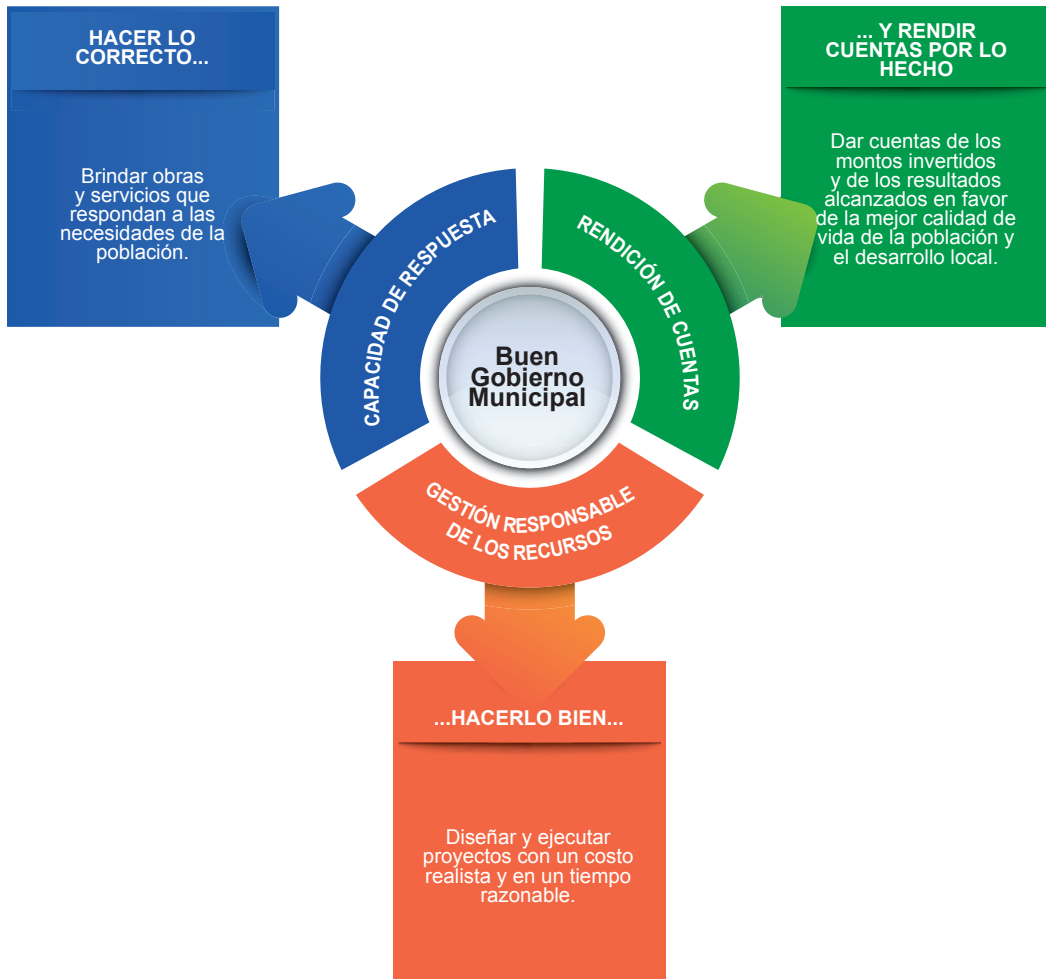 HACER LO
CORRECTO...
Brindar obras
y servicios que
respondan a las
necesidades de la
población.
... Y RENDIR
CUENTAS POR LO
HECHO
Dar cuentas de los
montos invertidos
y de los resultados
alcanzados en favor
de la mejor calidad de
vida de la población y
el desarrollo local.
CAPACIDAD DE RESPUESTA
RENDICIÓN DE CUENTAS
Buen
Gobierno
Municipal
GESTIÓN RESPONSABLE
DE LOS RECURSOS
...HACERLO BIEN...
Diseñar y ejecutar
proyectos con un costo
realista y en un tiempo
razonable.